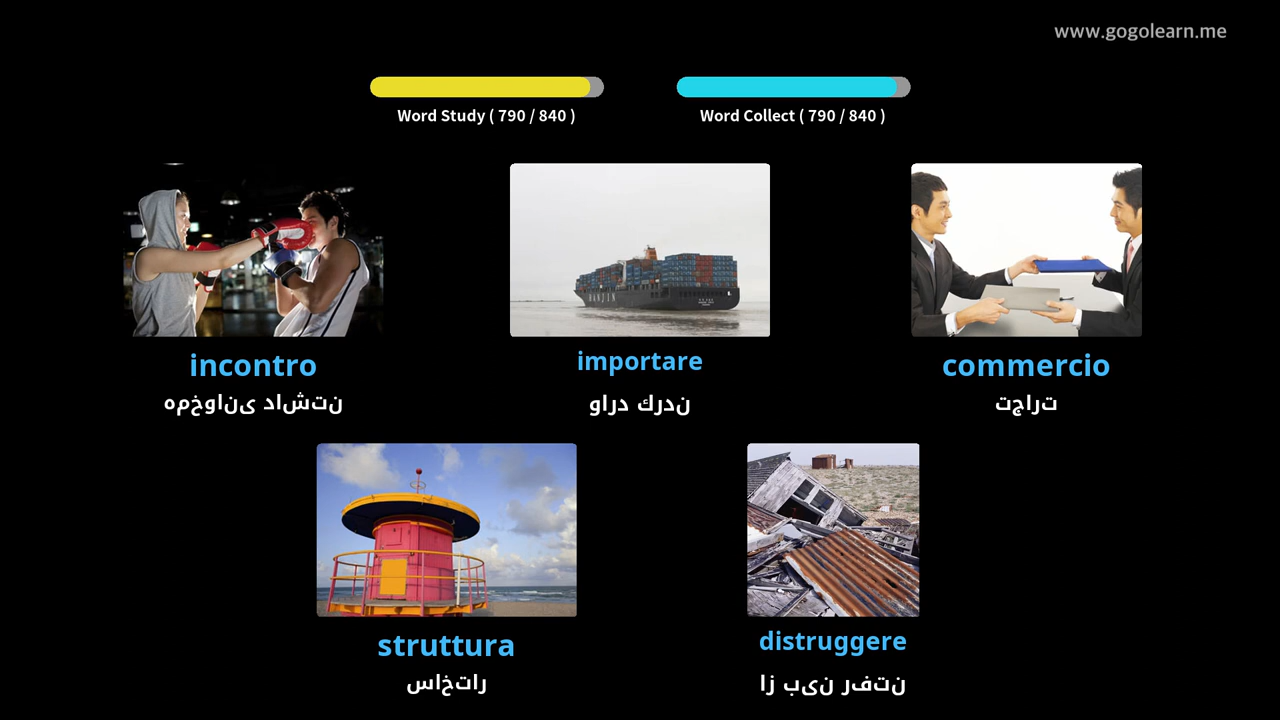 www.gogolearn.me
Word Study ( 790 / 840 )
Word Collect ( 790 / 840 )
incontro
همخوانی داشتن
importare
وارد کردن
commercio
تجارت
struttura
ساختار
distruggere
از بین رفتن